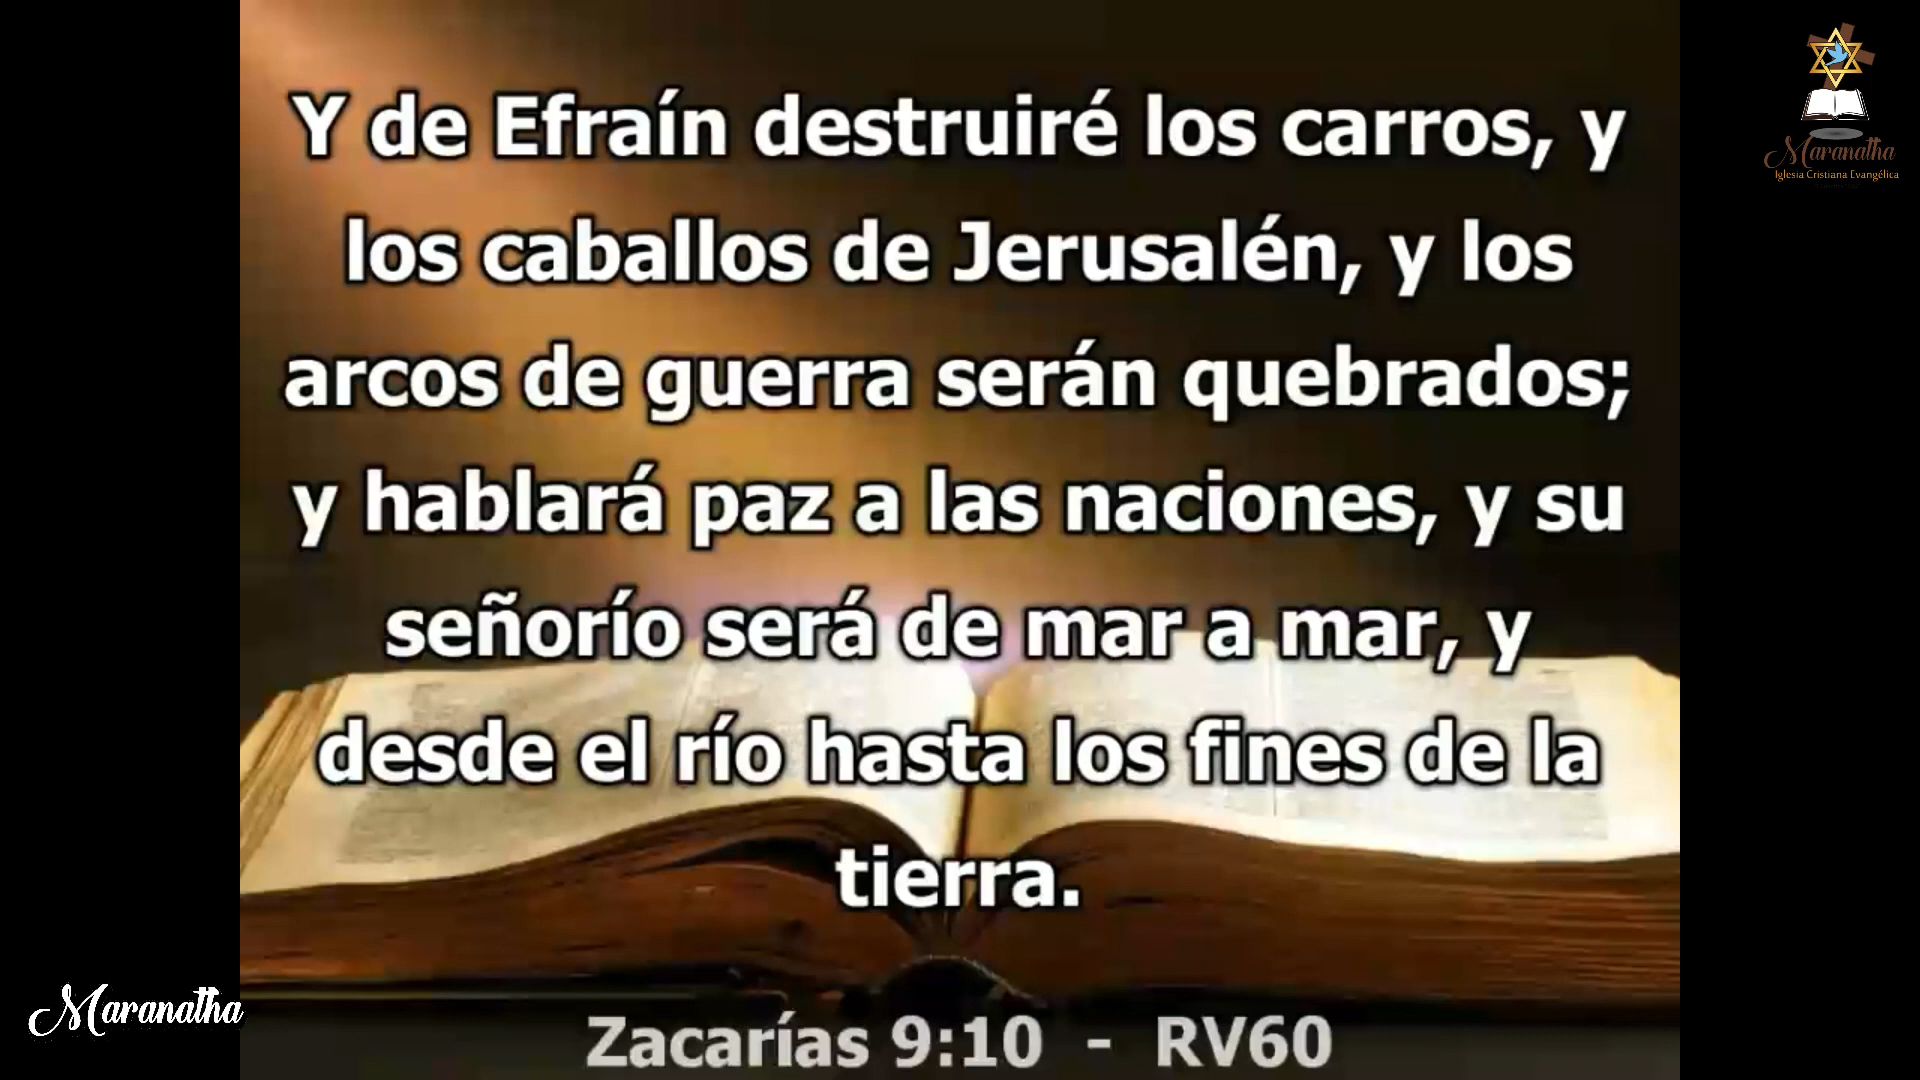 Y de Efraín destruiré los carros, y
los caballos de Jerusalén, y los
arcos de guerra serán quebrados;
y hablará paz a las naciones, y su
señorío será de mar a mar, y
desde el río hasta los fines de la
tierra.
Zacarías 9:10 - RV60
Maranatha
Iglesia Cristiana Evangélica
Maranatha